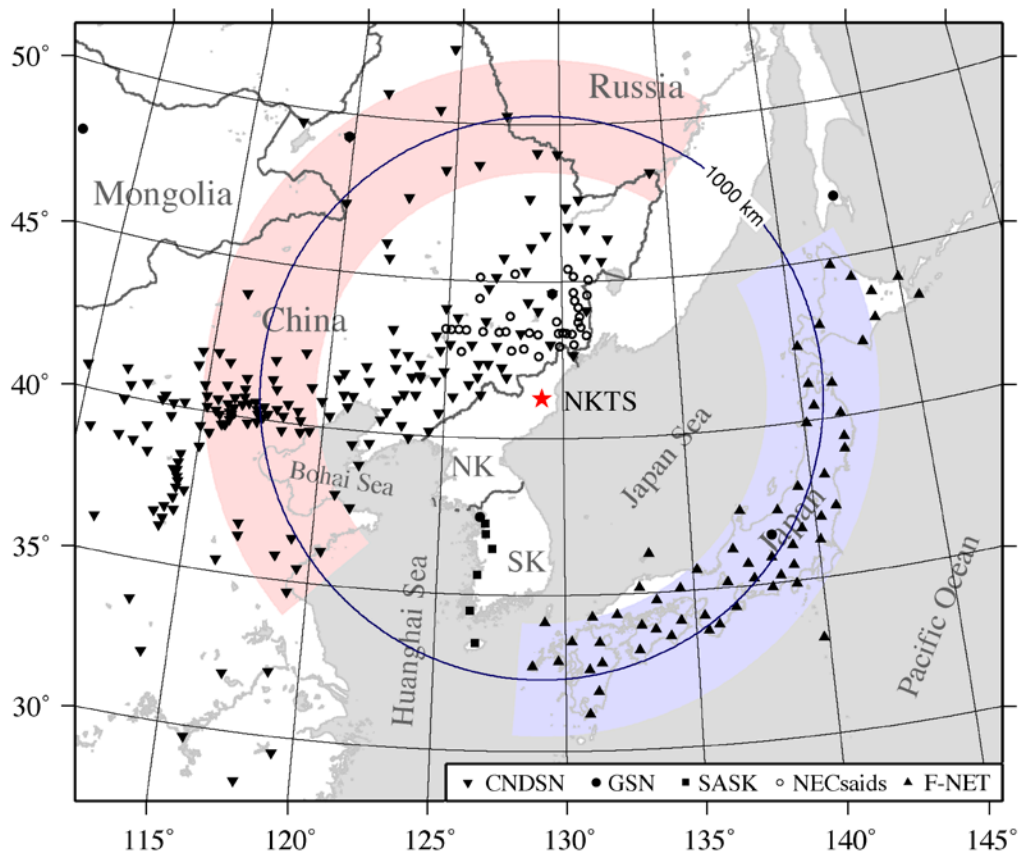 50°
Russia
Mongolia
1000 km
45°
China
40°
NKTS
Bohai Sea
NK
Japan Sea
Japan
35°
SK
Huanghai Sea
Pacific Ocean
30°
CNDSN GSN SASK NECsaids F-NET
115° 120° 125° 130° 135° 140° 145°